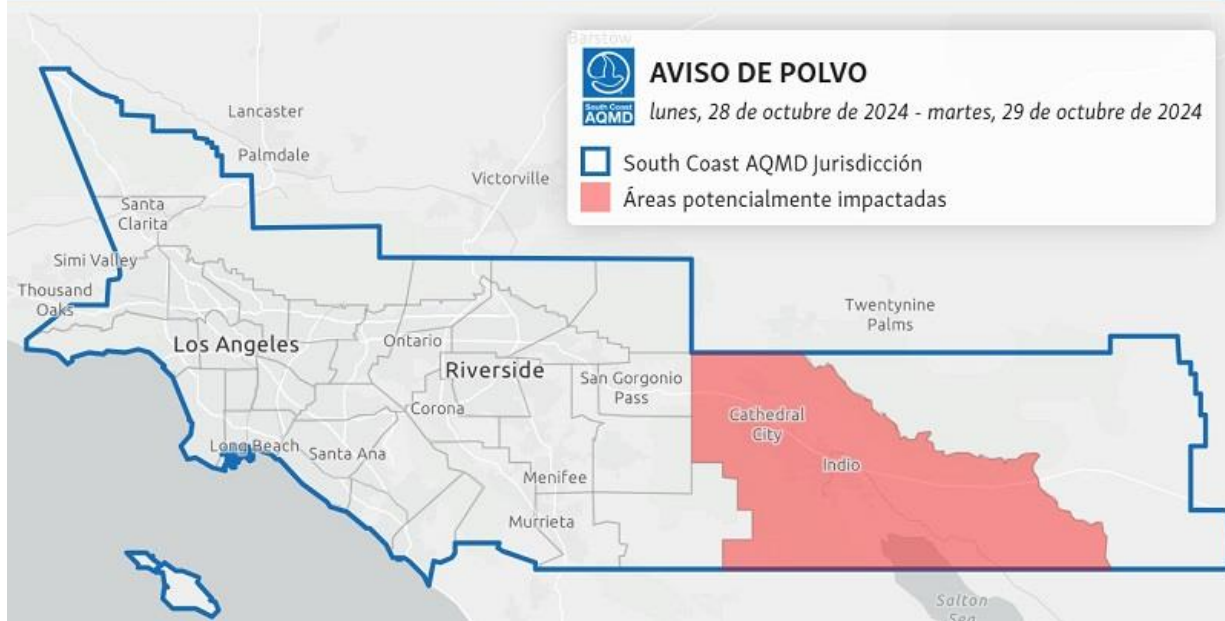 Barstow
South Coast
AQMD
AVISO DE POLVO
lunes, 28 de octubre de 2024 - martes, 29 de octubre de 2024
South Coast AQMD Jurisdicción
Áreas potencialmente impactadas
Lancaster
Palmdale
Victorville
Santa
Clarita
Simi Valley
Thousand
Oaks
Twentynine
Palms
Los Angeles
Ontario
Riverside
San Gorgonio
Pass
Corona
Cathedral
City
Long Beach
Santa Ana
Indio
Menifee
Murrieta
Salton
Sea